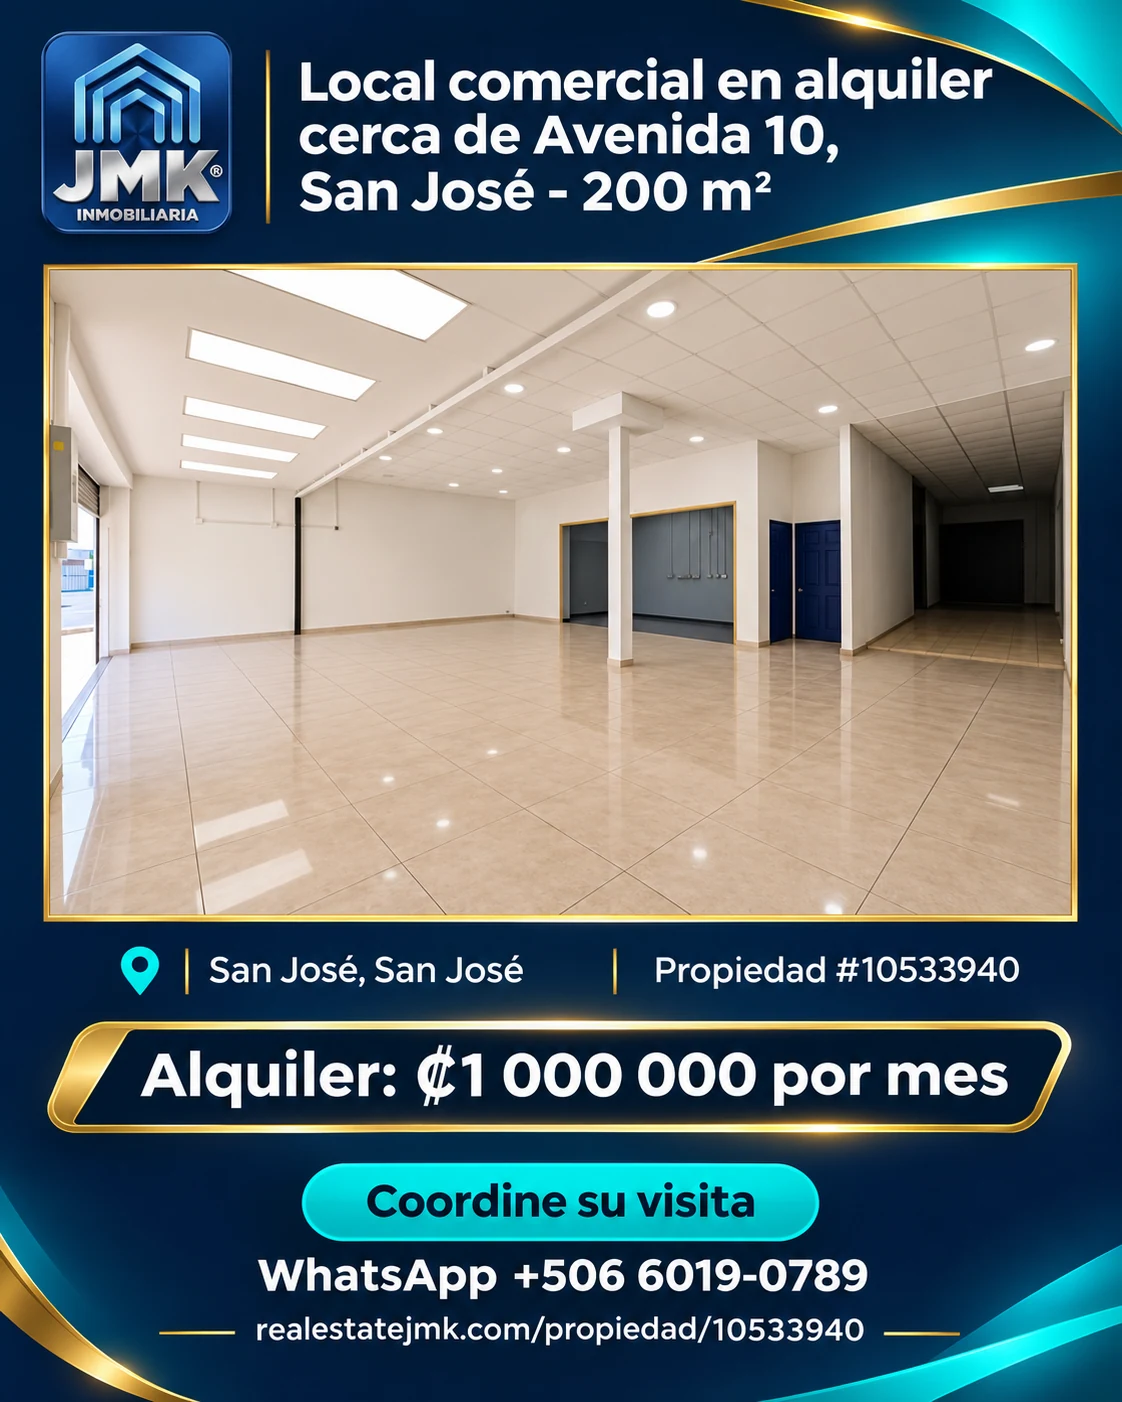 JMK®
INMOBILIARIA
Local comercial en alquiler
cerca de Avenida 10,
San José - 200 m²
San José, San José
Propiedad #10533940
Alquiler: ₡1 000 000 por mes
Coordine su visita
WhatsApp +506 6019-0789
realestatejmk.com/propiedad/10533940